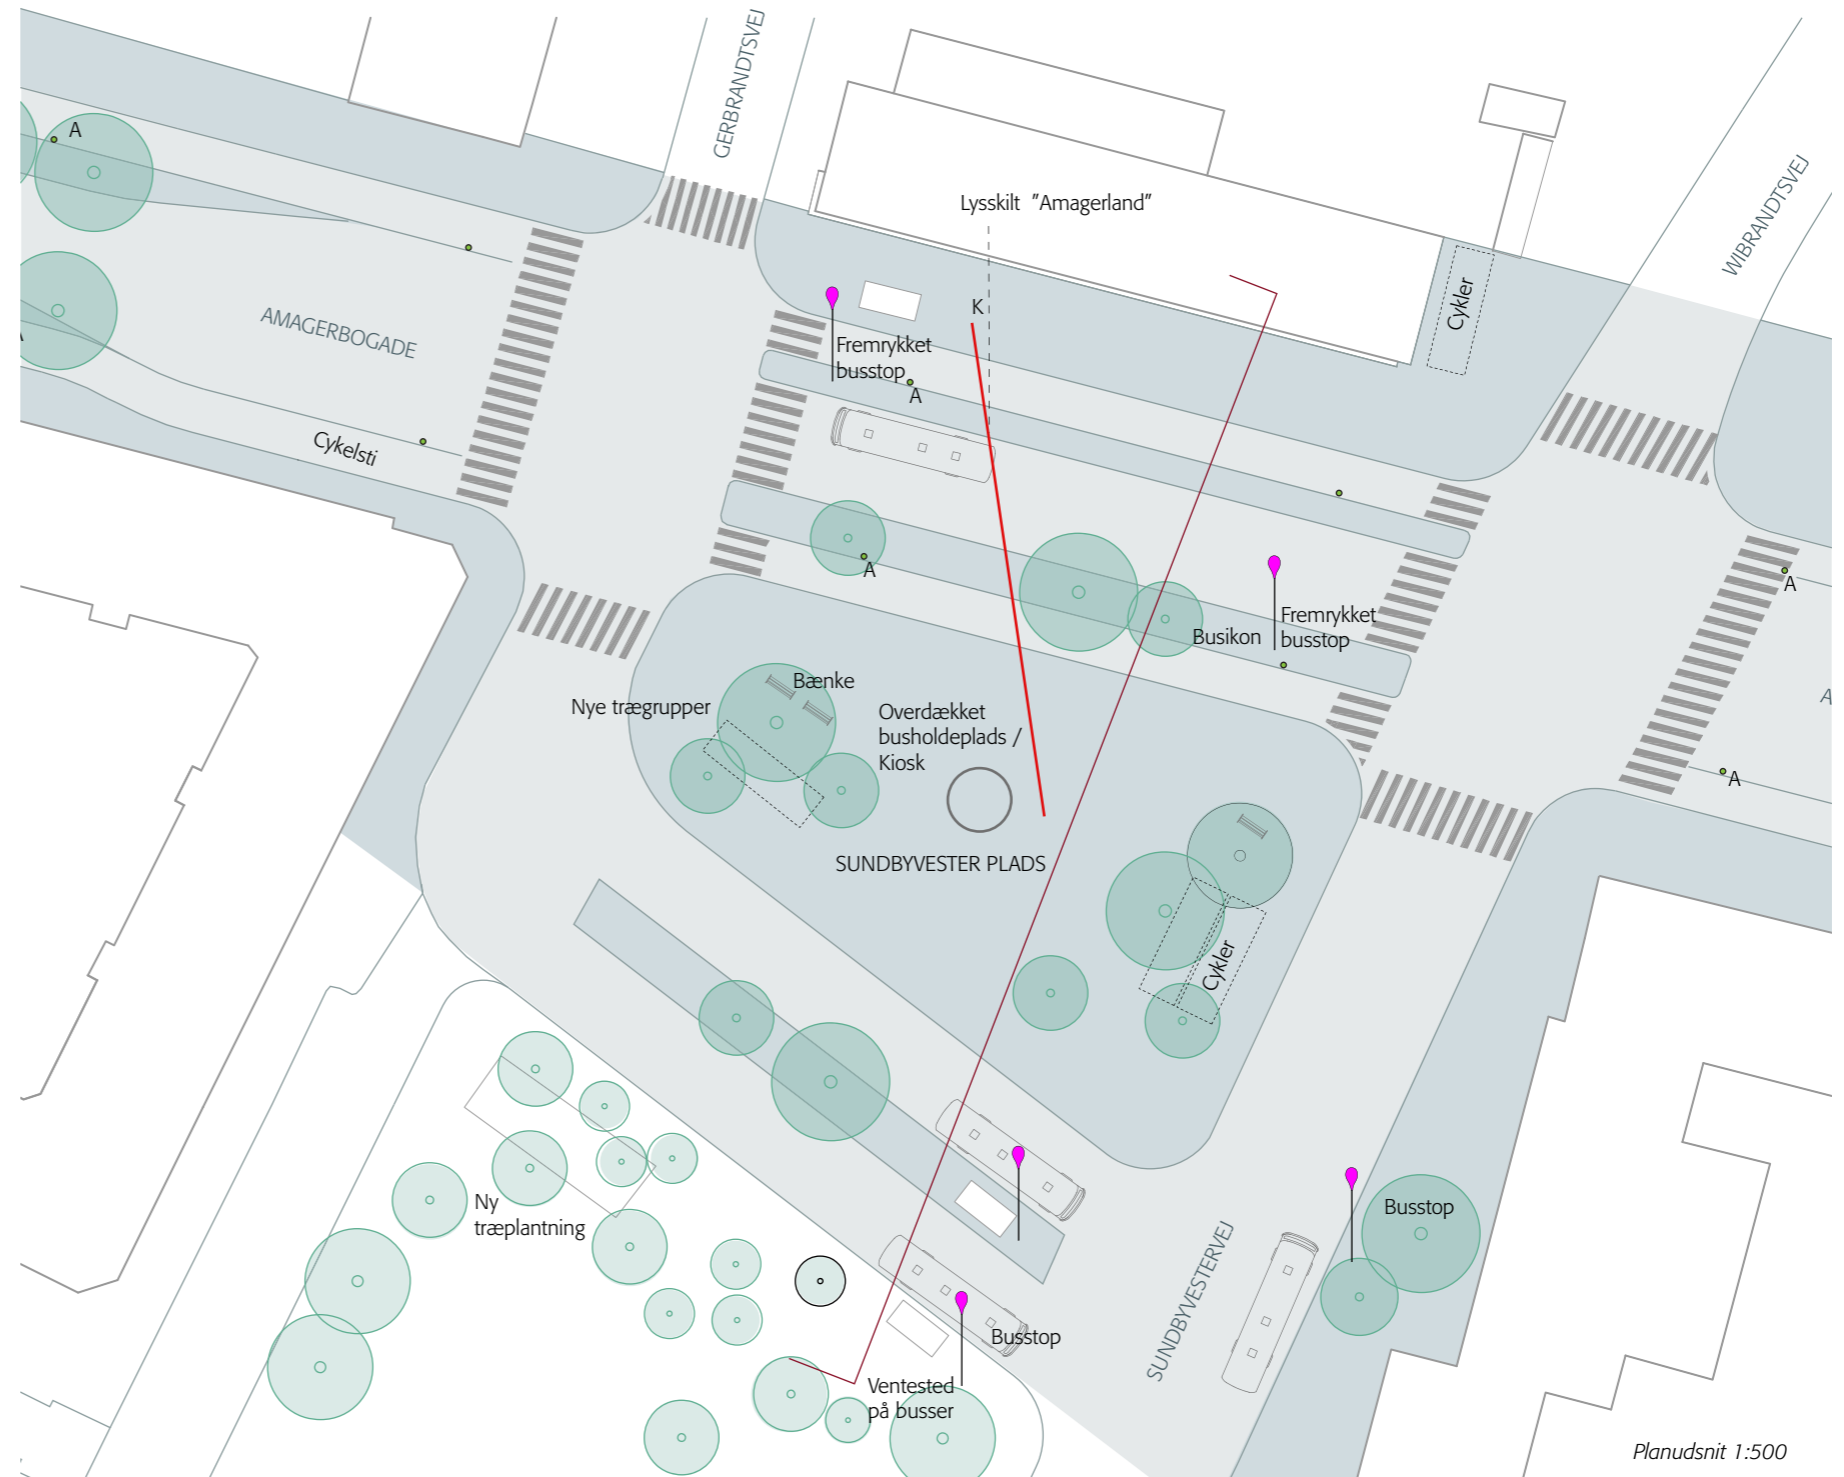 GERBRANDTSVEJ
A
Lysskilt "Amagerland"
WIBRANDTSVEJ
Cykler
K
AMAGERBOGADE
Fremrykket
busstop
A
Cykelsti
A
A
Fremrykket
busstop
Busikon
Bænke
Nye trægrupper
Overdækket
busholdeplads /
Kiosk
A
SUNDBYVESTER PLADS
Cykler
Ny
træplantning
Busstop
SUNDBYVESTERVEJ
Busstop
Ventested
på busser
Planudsnit 1:500